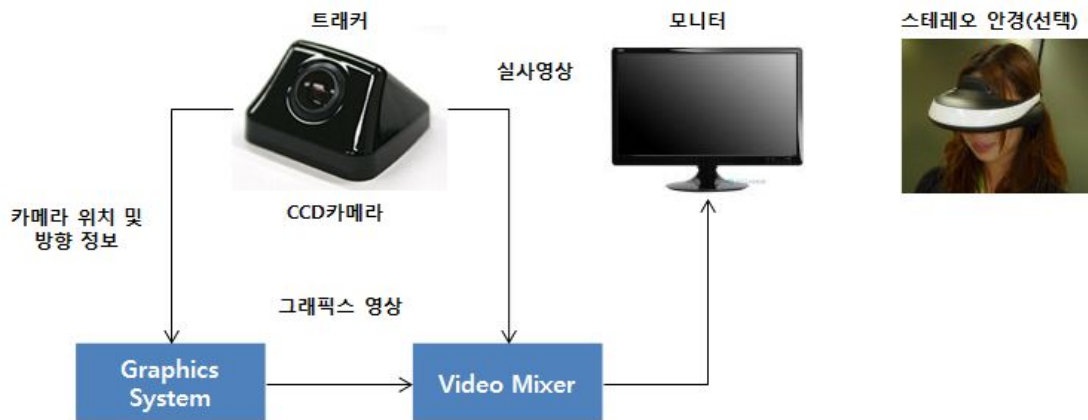 트래커
모니터
스테레오 안경(선택)
실사영상
카메라 위치 및
방향 정보
CCD카메라
그래픽스 영상
Graphics
System
Video Mixer